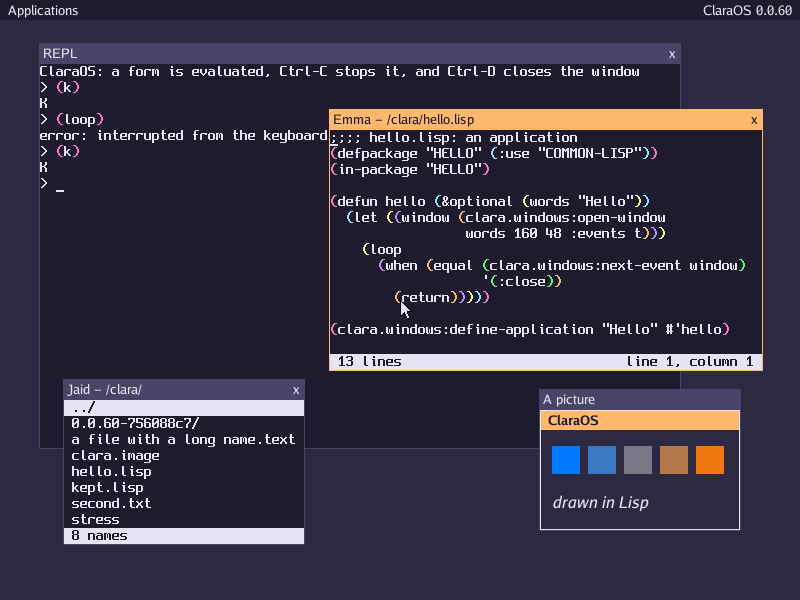 Applications
ClaraOS 0.0.60
REPL x
ClaraOS: a form is evaluated, Ctrl-C stops it, and Ctrl-D closes the window
> (k)
K
> (loop)
error: interrupted from the keyboard
> (k)
K
> _
Emma – /clara/hello.lisp x
;;;; hello.lisp: an application
(defpackage "HELLO" (:use "COMMON-LISP"))
(in-package "HELLO")
(defun hello (&optional (words "Hello"))
(let ((window (clara.windows:open-window
words 160 48 :events t)))
(loop
(when (equal (clara.windows:next-event window)
'(:close))
(return)))))
(clara.windows:define-application "Hello" #'hello)
13 lines line 1, column 1
Jaid – /clara/ x
../
0.0.60-756088c7/
a file with a long name.text
clara.image
hello.lisp
kept.lisp
second.txt
stress
8 names
A picture
ClaraOS
drawn in Lisp